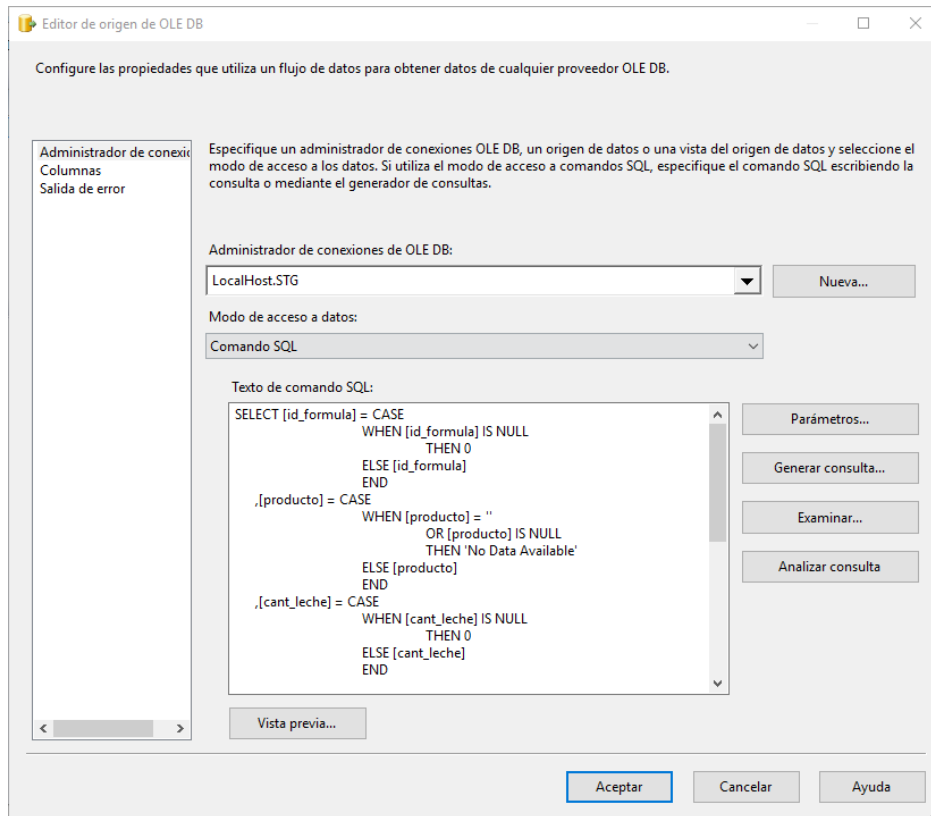 Editor de origen de OLE DB
Configure las propiedades que utiliza un flujo de datos para obtener datos de cualquier proveedor OLE DB.
Administrador de conexi
Columnas
Salida de error
Especifique un administrador de conexiones OLE DB, un origen de datos o una vista del origen de datos y seleccione el
modo de acceso a los datos. Si utiliza el modo de acceso a comandos SQL, especifique el comando SQL escribiendo la
consulta o mediante el generador de consultas.
Administrador de conexiones de OLE DB:
LocalHost.STG
Nueva...
Modo de acceso a datos:
Comando SQL
Texto de comando SQL:
SELECT [id_formula] = CASE
WHEN [id_formula] IS NULL
THEN 0
ELSE [id_formula]
END
,[producto] = CASE
WHEN [producto] = ''
OR [producto] IS NULL
THEN 'No Data Available'
ELSE [producto]
END
,[cant_leche] = CASE
WHEN [cant_leche] IS NULL
THEN 0
ELSE [cant_leche]
END
Parámetros...
Generar consulta...
Examinar...
Analizar consulta
Vista previa...
Aceptar
Cancelar
Ayuda